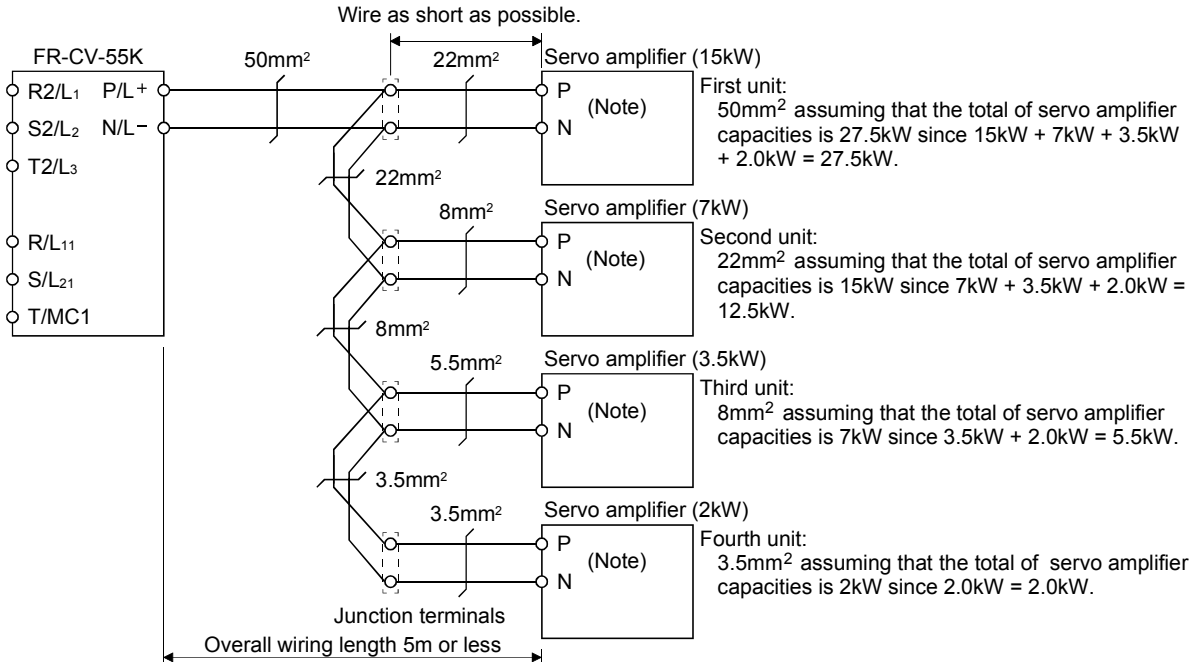 Wire as short as possible.
FR-CV-55K
50mm²
22mm²
Servo amplifier (15kW)
R2/L1 P/L+
S2/L2 N/L−
T2/L3
R/L11
S/L21
T/MC1
P
(Note)
N
First unit:
50mm² assuming that the total of servo amplifier
capacities is 27.5kW since 15kW + 7kW + 3.5kW
+ 2.0kW = 27.5kW.
22mm²
8mm²
Servo amplifier (7kW)
P
(Note)
N
Second unit:
22mm² assuming that the total of servo amplifier
capacities is 15kW since 7kW + 3.5kW + 2.0kW =
12.5kW.
8mm²
5.5mm²
Servo amplifier (3.5kW)
P
(Note)
N
Third unit:
8mm² assuming that the total of servo amplifier
capacities is 7kW since 3.5kW + 2.0kW = 5.5kW.
3.5mm²
3.5mm²
Servo amplifier (2kW)
P
(Note)
N
Fourth unit:
3.5mm² assuming that the total of servo amplifier
capacities is 2kW since 2.0kW = 2.0kW.
Junction terminals
Overall wiring length 5m or less